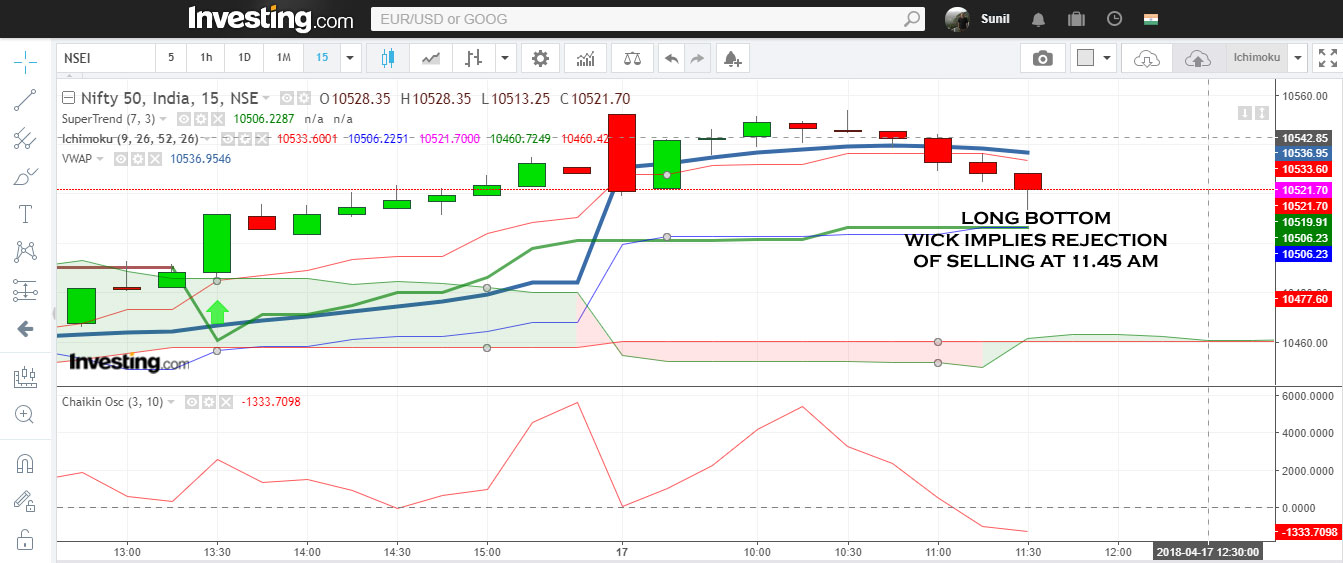 Investing.com
EUR/USD or GOOG
Sunil
NSEI
5 1h 1D 1M 15
Ichimoku
Nifty 50, India, 15, NSE O10528.35 H10528.35 L10513.25 C10521.70
SuperTrend (7, 3) 10506.2287 n/a n/a
Ichimoku (9, 26, 52, 26) 10533.6001 10506.2251 10521.7000 10460.7249 10460.42
VWAP 10536.9546
10560.00
10542.85
10536.95
10533.60
10521.70
10521.70
10519.91
10506.23
10506.23
10477.60
10460.00
LONG BOTTOM
WICK IMPLIES REJECTION
OF SELLING AT 11.45 AM
Investing.com
Chaikin Osc (3, 10) -1333.7098
6000.0000
4000.0000
2000.0000
0.0000
-1333.7098
13:00 13:30 14:00 14:30 15:00 17 10:00 10:30 11:00 11:30 12:00 2018-04-17 12:30:00